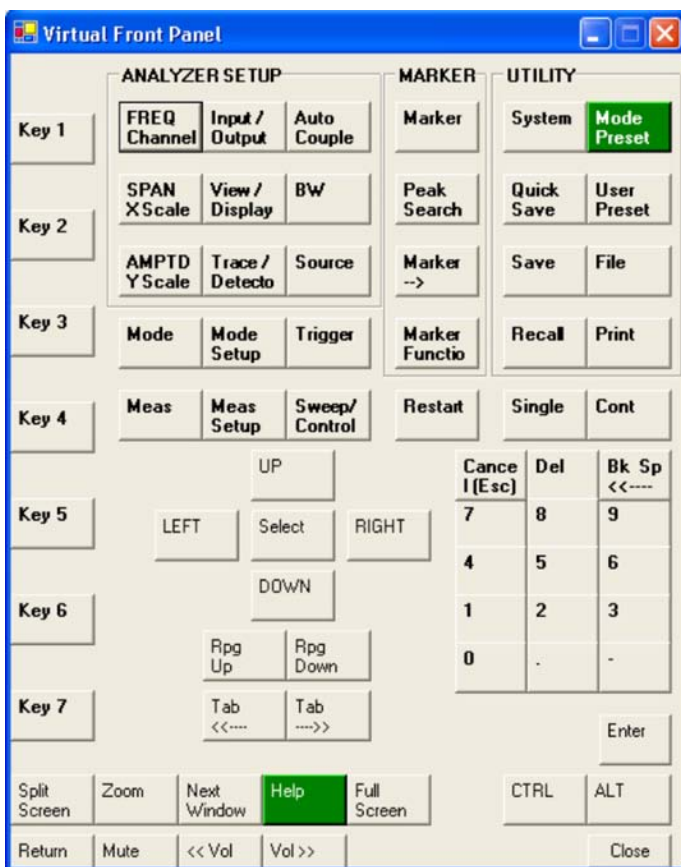 Virtual Front Panel
ANALYZER SETUP
MARKER
UTILITY
Key 1
FREQ
Channel
Input /
Output
Auto
Couple
Marker
System
Mode
Preset
Key 2
SPAN
X Scale
View /
Display
BW
Peak
Search
Quick
Save
User
Preset
AMPTD
Y Scale
Trace /
Detecto
Source
Marker
-->
Save
File
Key 3
Mode
Mode
Setup
Trigger
Marker
Functio
Recall
Print
Key 4
Meas
Meas
Setup
Sweep/
Control
Restart
Single
Cont
UP
Cance
l (Esc)
Del
Bk Sp
<<----
Key 5
LEFT
Select
RIGHT
7
8
9
4
5
6
DOWN
Key 6
1
2
3
Rpg
Up
Rpg
Down
0
.
-
Key 7
Tab
<<----
Tab
---->>
Enter
Split
Screen
Zoom
Next
Window
Help
Full
Screen
CTRL
ALT
Return
Mute
<< Vol
Vol >>
Close